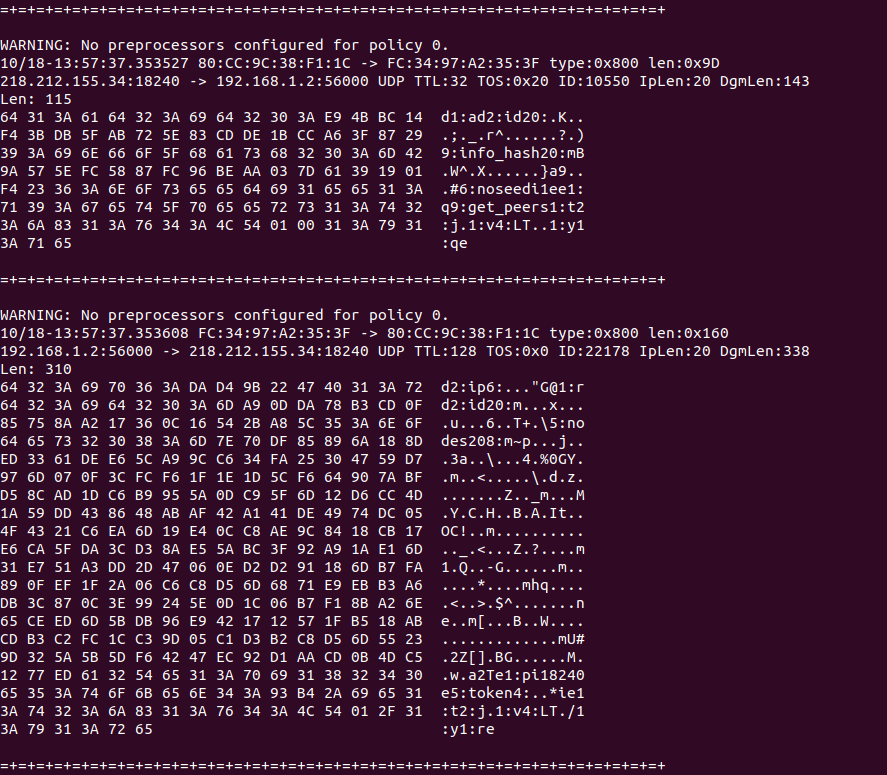 =+=+=+=+=+=+=+=+=+=+=+=+=+=+=+=+=+=+=+=+=+=+=+=+=+=+=+=+=+=+=+=+=+=+=+=+=+
WARNING: No preprocessors configured for policy 0.
10/18-13:57:37.353527 80:CC:9C:38:F1:1C -> FC:34:97:A2:35:3F type:0x800 len:0x9D
218.212.155.34:18240 -> 192.168.1.2:56000 UDP TTL:32 TOS:0x20 ID:10550 IpLen:20 DgmLen:143
Len: 115
64 31 3A 61 64 32 3A 69 64 32 30 3A E9 4B BC 14  d1:ad2:id20:.K..
F4 3B DB 5F AB 72 5E 83 CD DE 1B CC A6 3F 87 29  .;._.r^......?.)
39 3A 69 6E 66 6F 5F 68 61 73 68 32 30 3A 6D 42  9:info_hash20:mB
9A 57 5E FC 58 87 FC 96 BE AA 03 7D 61 39 19 01  .W^.X......}a9..
F4 23 36 3A 6E 6F 73 65 65 64 69 31 65 65 31 3A  .#6:noseedi1ee1:
71 39 3A 67 65 74 5F 70 65 65 72 73 31 3A 74 32  q9:get_peers1:t2
3A 6A 83 31 3A 76 34 3A 4C 54 01 00 31 3A 79 31  :j.1:v4:LT..1:y1
3A 71 65  :qe
=+=+=+=+=+=+=+=+=+=+=+=+=+=+=+=+=+=+=+=+=+=+=+=+=+=+=+=+=+=+=+=+=+=+=+=+=+
WARNING: No preprocessors configured for policy 0.
10/18-13:57:37.353608 FC:34:97:A2:35:3F -> 80:CC:9C:38:F1:1C type:0x800 len:0x160
192.168.1.2:56000 -> 218.212.155.34:18240 UDP TTL:128 TOS:0x0 ID:22178 IpLen:20 DgmLen:338
Len: 310
64 32 3A 69 70 36 3A DA D4 9B 22 47 40 31 3A 72  d2:ip6:..."G@1:r
64 32 3A 69 64 32 30 3A 6D A9 0D DA 78 B3 CD 0F  d2:id20:m...x...
85 75 8A A2 17 36 0C 16 54 2B A8 5C 35 3A 6E 6F  .u...6..T+.\5:no
64 65 73 32 30 38 3A 6D 7E 70 DF 85 89 6A 18 8D  des208:m~p...j..
ED 33 61 DE E6 5C A9 9C C6 34 FA 25 30 47 59 D7  .3a..\...4.%0GY.
97 6D 07 0F 3C FC F6 1F 1E 1D 5C F6 64 90 7A BF  .m..<.....\.d.z.
D5 8C AD 1D C6 B9 95 5A 0D C9 5F 6D 12 D6 CC 4D  .......Z.._m...M
1A 59 DD 43 86 48 AB AF 42 A1 41 DE 49 74 DC 05  .Y.C.H..B.A.It..
4F 43 21 C6 EA 6D 19 E4 0C C8 AE 9C 84 18 CB 17  OC!..m..........
E6 CA 5F DA 3C D3 8A E5 5A BC 3F 92 A9 1A E1 6D  .._.<...Z.?....m
31 E7 51 A3 DD 2D 47 06 0E D2 D2 91 18 6D B7 FA  1.Q..-G......m..
89 0F EF 1F 2A 06 C6 C8 D5 6D 68 71 E9 EB B3 A6  ....*....mhq....
DB 3C 87 0C 3E 99 24 5E 0D 1C 06 B7 F1 8B A2 6E  .<..>.$^.......n
65 CE ED 6D 5B DB 96 E9 42 17 12 57 1F B5 18 AB  e..m[...B..W....
CD B3 C2 FC 1C C3 9D 05 C1 D3 B2 C8 D5 6D 55 23  .............mU#
9D 32 5A 5B 5D F6 42 47 EC 92 D1 AA CD 0B 4D C5  .2Z[].BG......M.
12 77 ED 61 32 54 65 31 3A 70 69 31 38 32 34 30  .w.a2Te1:pi18240
65 35 3A 74 6F 6B 65 6E 34 3A 93 B4 2A 69 65 31  e5:token4:..*ie1
3A 74 32 3A 6A 83 31 3A 76 34 3A 4C 54 01 2F 31  :t2:j.1:v4:LT./1
3A 79 31 3A 72 65  :y1:re
=+=+=+=+=+=+=+=+=+=+=+=+=+=+=+=+=+=+=+=+=+=+=+=+=+=+=+=+=+=+=+=+=+=+=+=+=+